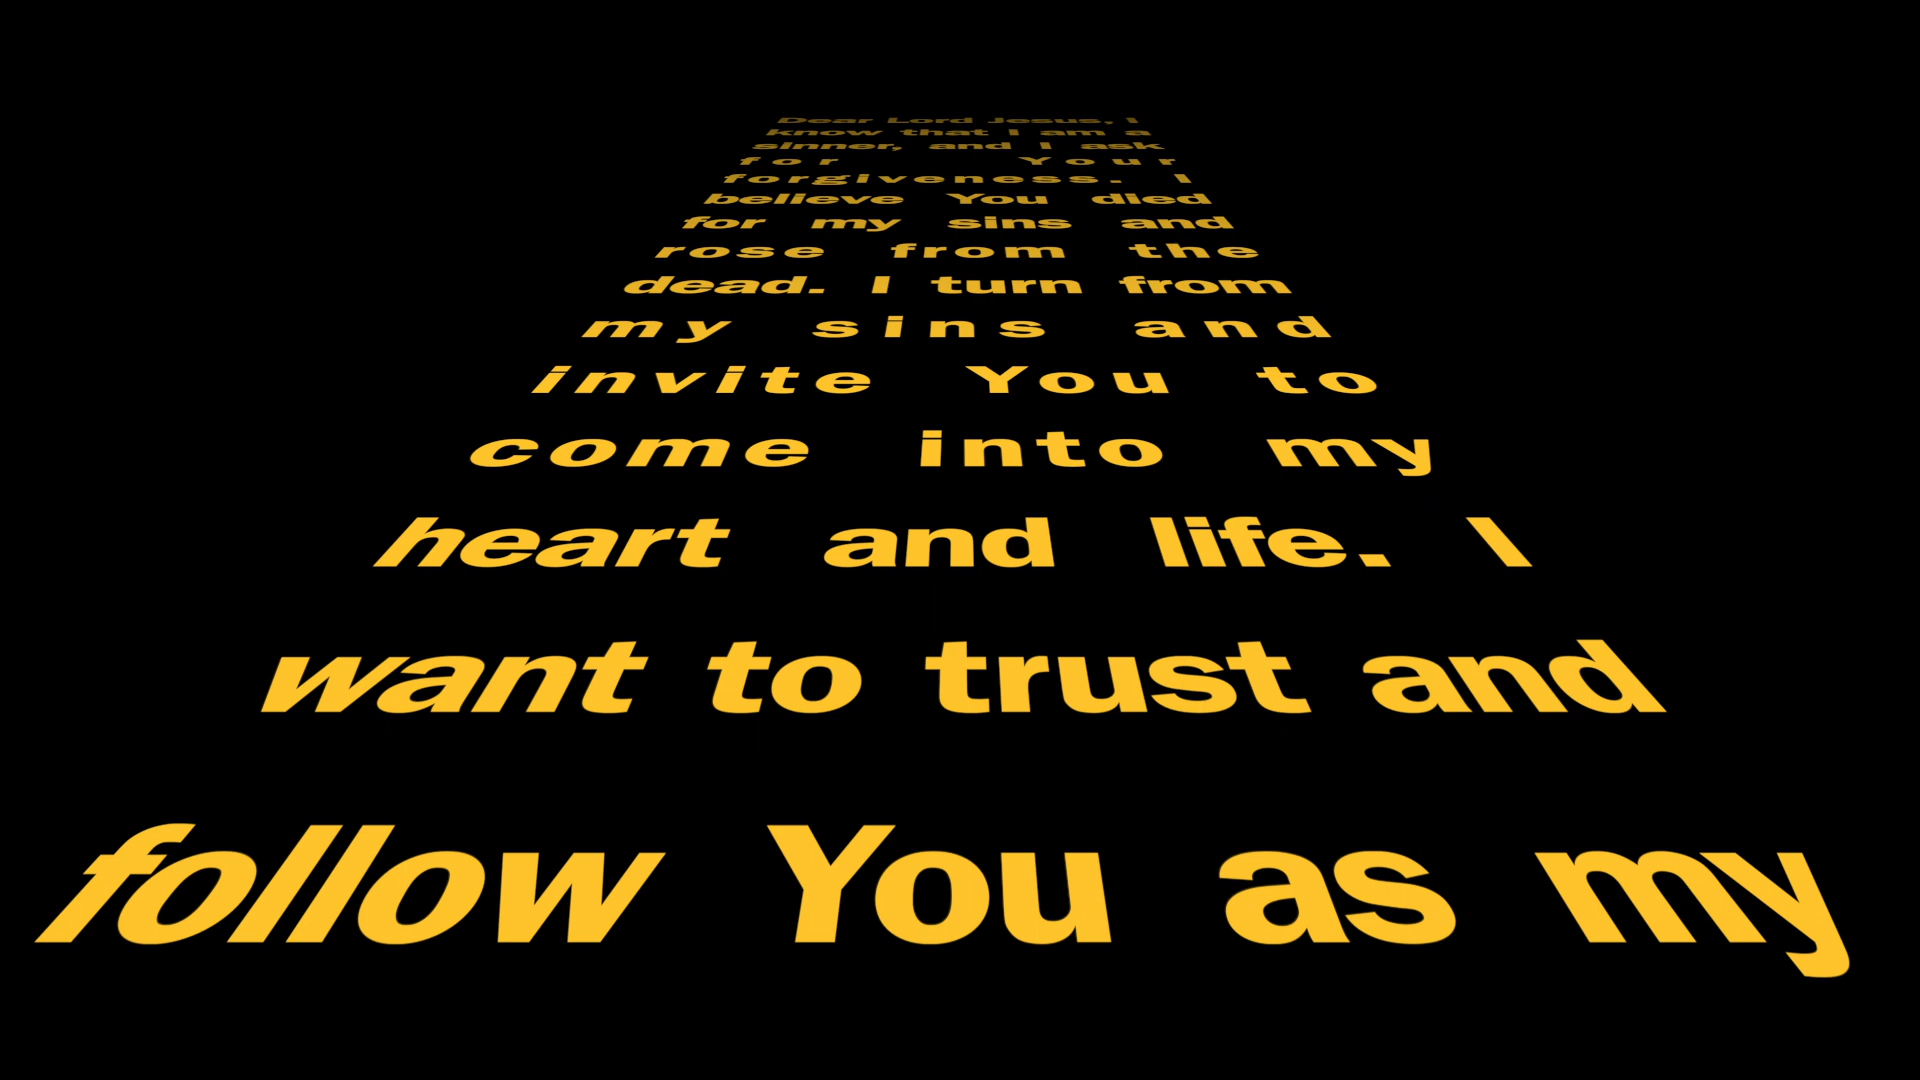 Dear Lord Jesus, I
know that I am a
sinner, and I ask
for Your
forgiveness. I
believe You died
for my sins and
rose from the
dead. I turn from
my sins and
invite You to
come into my
heart and life. I
want to trust and
follow You as my